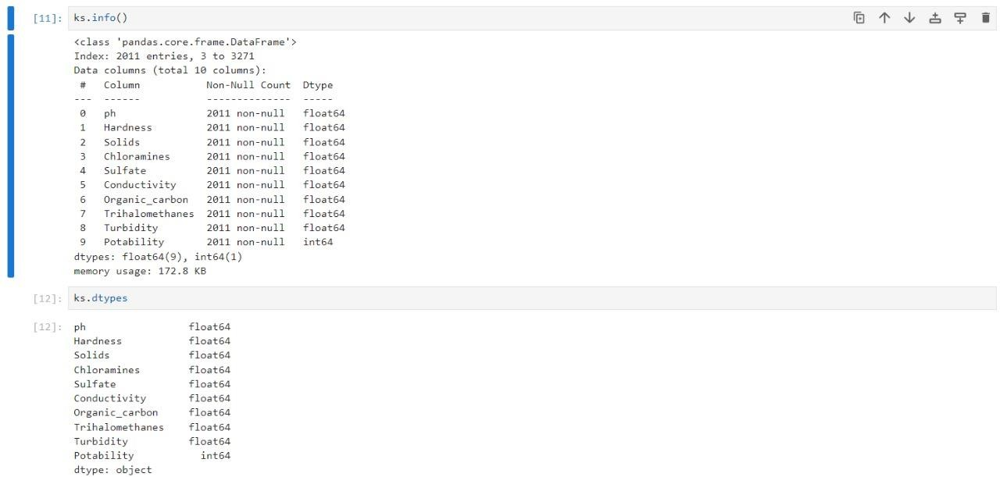 [11]: ks.info()
<class 'pandas.core.frame.DataFrame'>
Index: 2011 entries, 3 to 3271
Data columns (total 10 columns):
 #   Column           Non-Null Count  Dtype
---  ------           --------------  -----
 0   ph               2011 non-null   float64
 1   Hardness         2011 non-null   float64
 2   Solids           2011 non-null   float64
 3   Chloramines      2011 non-null   float64
 4   Sulfate          2011 non-null   float64
 5   Conductivity     2011 non-null   float64
 6   Organic_carbon   2011 non-null   float64
 7   Trihalomethanes  2011 non-null   float64
 8   Turbidity        2011 non-null   float64
 9   Potability       2011 non-null   int64
dtypes: float64(9), int64(1)
memory usage: 172.8 KB
[12]: ks.dtypes
[12]: ph                 float64
Hardness           float64
Solids             float64
Chloramines        float64
Sulfate            float64
Conductivity       float64
Organic_carbon     float64
Trihalomethanes    float64
Turbidity          float64
Potability           int64
dtype: object